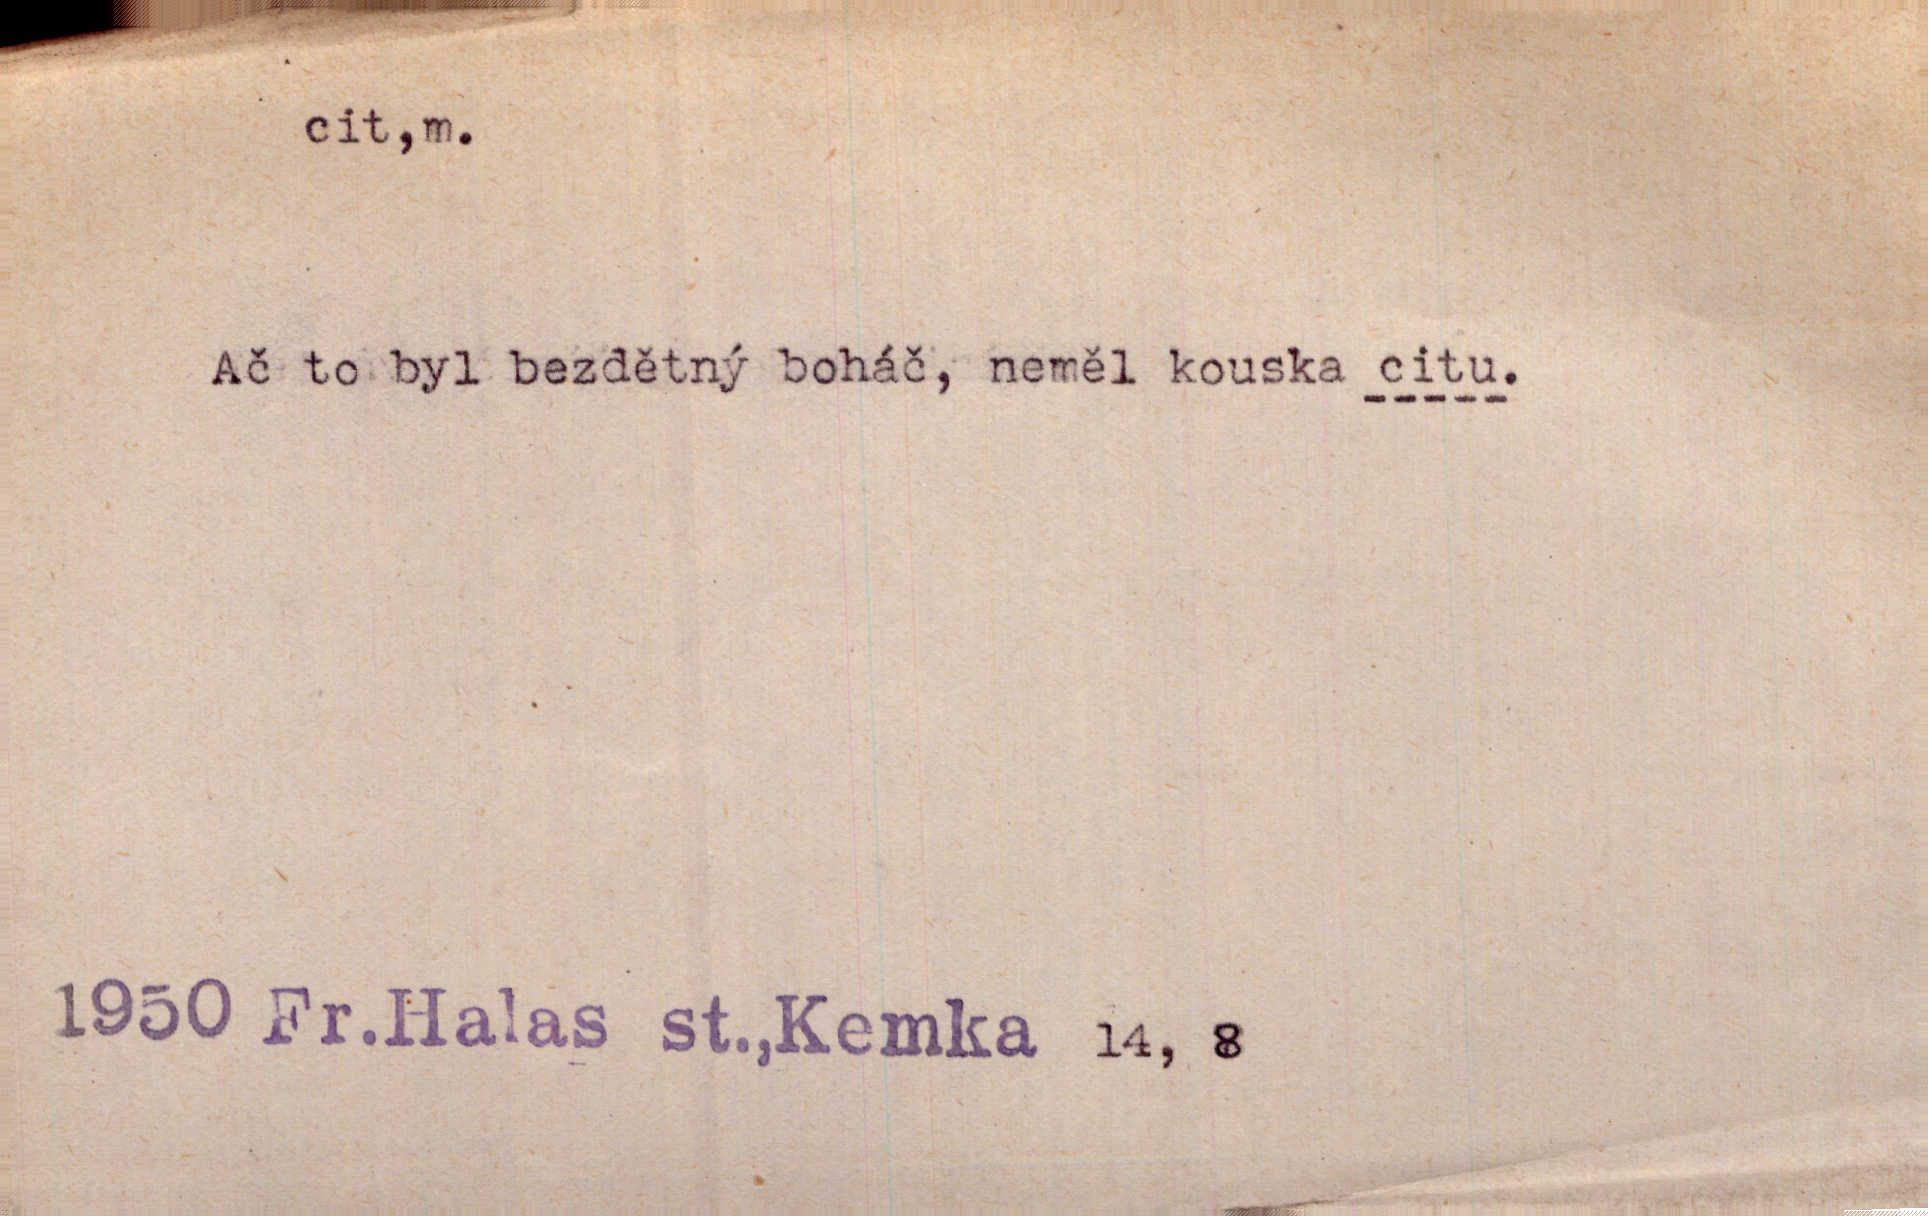 cit,m.
Ač to byl bezdětný boháč, neměl kouska citu.
1950 Fr.Halas st.,Kemka 14, 8